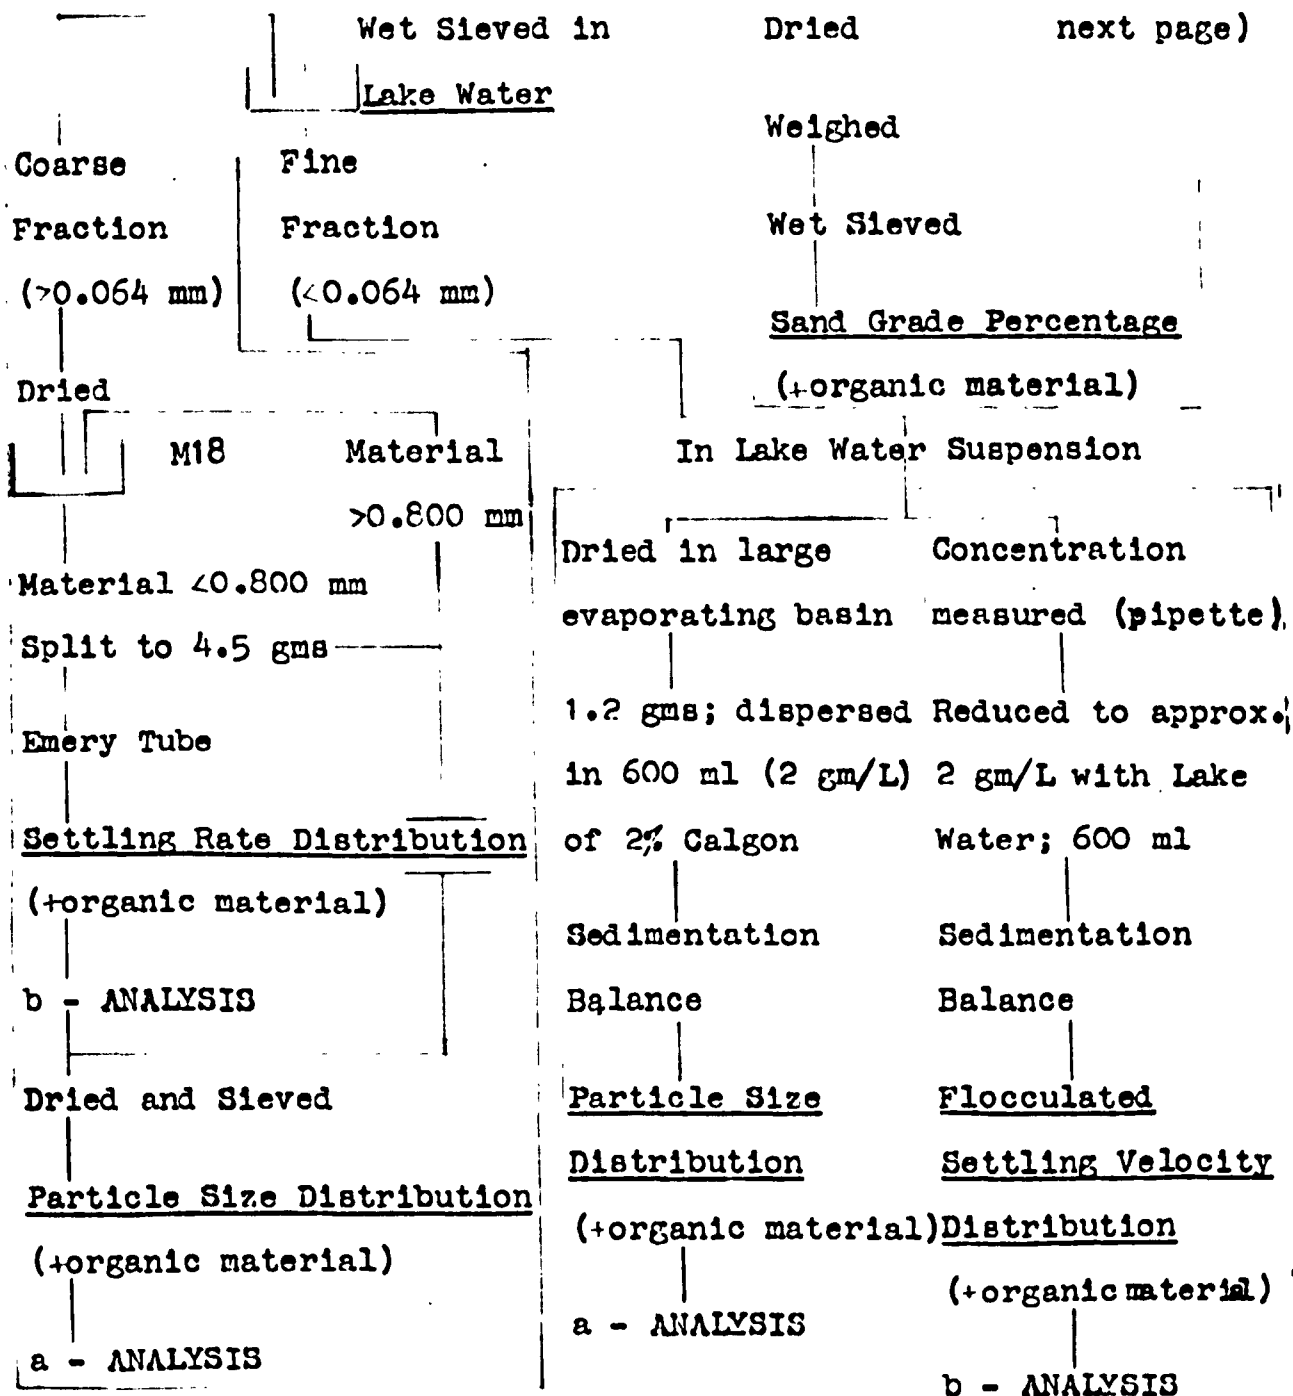 Wet Sieved in Dried next page)
Lake Water
Weighed
Coarse Fine
Fraction Fraction Wet Sieved
(>0.064 mm) (<0.064 mm)
Sand Grade Percentage
Dried (+organic material)
M18 Material In Lake Water Suspension
>0.800 mm
Dried in large Concentration
Material <0.800 mm
evaporating basin measured (pipette)
Split to 4.5 gms
1.2 gms; dispersed Reduced to approx.
Emery Tube
in 600 ml (2 gm/L) 2 gm/L with Lake
Settling Rate Distribution of 2% Calgon Water; 600 ml
(+organic material)
Sedimentation Sedimentation
b - ANALYSIS Balance Balance
Dried and Sieved Particle Size Flocculated
Distribution Settling Velocity
Particle Size Distribution
(+organic material) Distribution
(+organic material)
(+organic material)
a - ANALYSIS
a - ANALYSIS
b - ANALYSIS